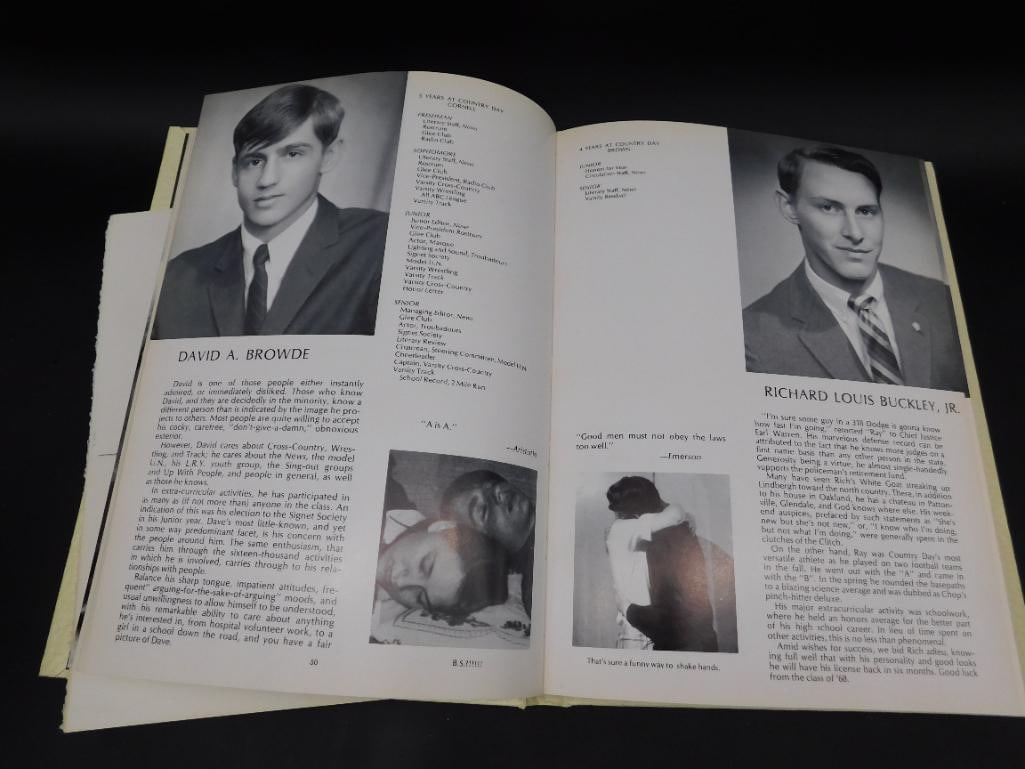 5 YEARS AT COUNTRY DAY
CORNELL
FRESHMAN
Literary Staff, News
Rostrum
Glee Club
Radio Club
SOPHOMORE
Literary Staff, News
Rostrum
Glee Club
Vice-President, Radio Club
Varsity Cross-Country
Varsity Wrestling
All ABC League
Varsity Track
JUNIOR
Junior Editor, News
Vice-President Rostrum
Glee Club
Actor, Masque
Lighting and Sound, Troubadours
Signet Society
Model U.N.
Varsity Wrestling
Varsity Track
Varsity Cross-Country
Honor Letter
SENIOR
Managing Editor, News
Glee Club
Actor, Troubadours
Signet Society
Literary Review
Chairman, Steering Committee, Model U.N.
Cheerleader
Captain, Varsity Cross-Country
Varsity Track
School Record, 2 Mile Run
DAVID A. BROWDE
David is one of those people either instantly
admired, or immediately disliked. Those who know
David, and they are decidedly in the minority, know a
different person than is indicated by the image he pro-
jects to others. Most people are quite willing to accept
his cocky, carefree, "don't-give-a-damn," obnoxious
exterior.
However, David cares about Cross-Country, Wres-
tling, and Track; he cares about the News, the model
U.N., his L.R.Y. youth group, the Sing-out groups
and Up With People, and people in general, as well
as those he knows.
In extra-curricular activities, he has participated in
as many as (if not more than) anyone in the class. An
indication of this was his election to the Signet Society
in his Junior year. Dave's most little-known, and yet
in some way predominant facet, is his concern with
the people around him. The same enthusiasm, that
carries him through the sixteen-thousand activities
in which he is involved, carries through to his rela-
tionships with people.
Balance his sharp tongue, impatient attitudes, fre-
quent "arguing-for-the-sake-of-arguing" moods, and
usual unwillingness to allow himself to be understood,
with his remarkable ability to care about anything
he's interested in, from hospital volunteer work, to a
girl in a school down the road, and you have a fair
picture of Dave.
50
"A is A."
—Aristotle
B.S.?!!!!
4 YEARS AT COUNTRY DAY
BROWN
JUNIOR
Honors for Year
Circulation Staff, News
SENIOR
Literary Staff, News
Varsity Baseball
"Good men must not obey the laws
too well."
—Emerson
That's sure a funny way to shake hands.
RICHARD LOUIS BUCKLEY, JR.
"I'm sure some guy in a 318 Dodge is gonna know
how fast I'm going," reported "Ray" to Chief Justice
Earl Warren. His marvelous defense record can be
attributed to the fact that he knows more judges on a
first name basis than any other person in the state.
Generosity being a virtue, he almost single-handedly
supports the policeman's retirement fund.
Many have seen Rich's White Goat streaking up
Lindbergh toward the north country. There, in addition
to his house in Oakland, he has a chateau in Patton-
ville, Glendale, and God knows where else. His week-
end auspices, prefaced by such statements as "She's
new but she's not new," or, "I know who I'm doing,
but not what I'm doing," were generally spent in the
clutches of the Clitch.
On the other hand, Ray was Country Day's most
versatile athlete as he played on two football teams
in the fall. He went out with the "A" and came in
with the "B". In the spring he rounded the basepaths
to a blazing science average and was dubbed as Chop's
pinch-hitter deluxe.
His major extracurricular activity was schoolwork,
where he held an honors average for the better part
of his high school career. In lieu of time spent on
other activities, this is no less than phenomenal.
Amid wishes for success, we bid Rich adieu, know-
ing full well that with his personality and good looks
he will have his license back in six months. Good luck
from the class of '68.